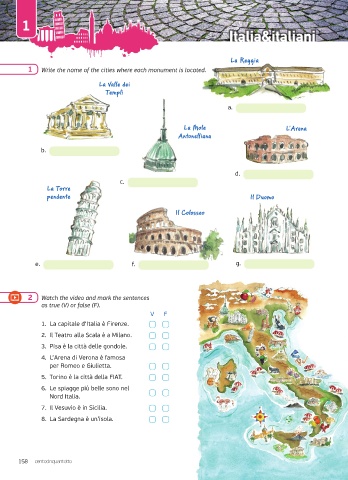 1
Italia&italiani
1 Write the name of the cities where each monument is located.
La Reggia
La Valle dei
Templi
a.
La Mole
Antonelliana
L'Arena
b.
c.
d.
La Torre
pendente
Il Colosseo
Il Duomo
e.
f.
g.
2 Watch the video and mark the sentences
as true (V) or false (F).
V F
1. La capitale d'Italia è Firenze.
2. Il Teatro alla Scala è a Milano.
3. Pisa è la città delle gondole.
4. L'Arena di Verona è famosa
per Romeo e Giulietta.
5. Torino è la città della FIAT.
6. Le spiagge più belle sono nel
Nord Italia.
7. Il Vesuvio è in Sicilia.
8. La Sardegna è un'isola.
158 centocinquantotto